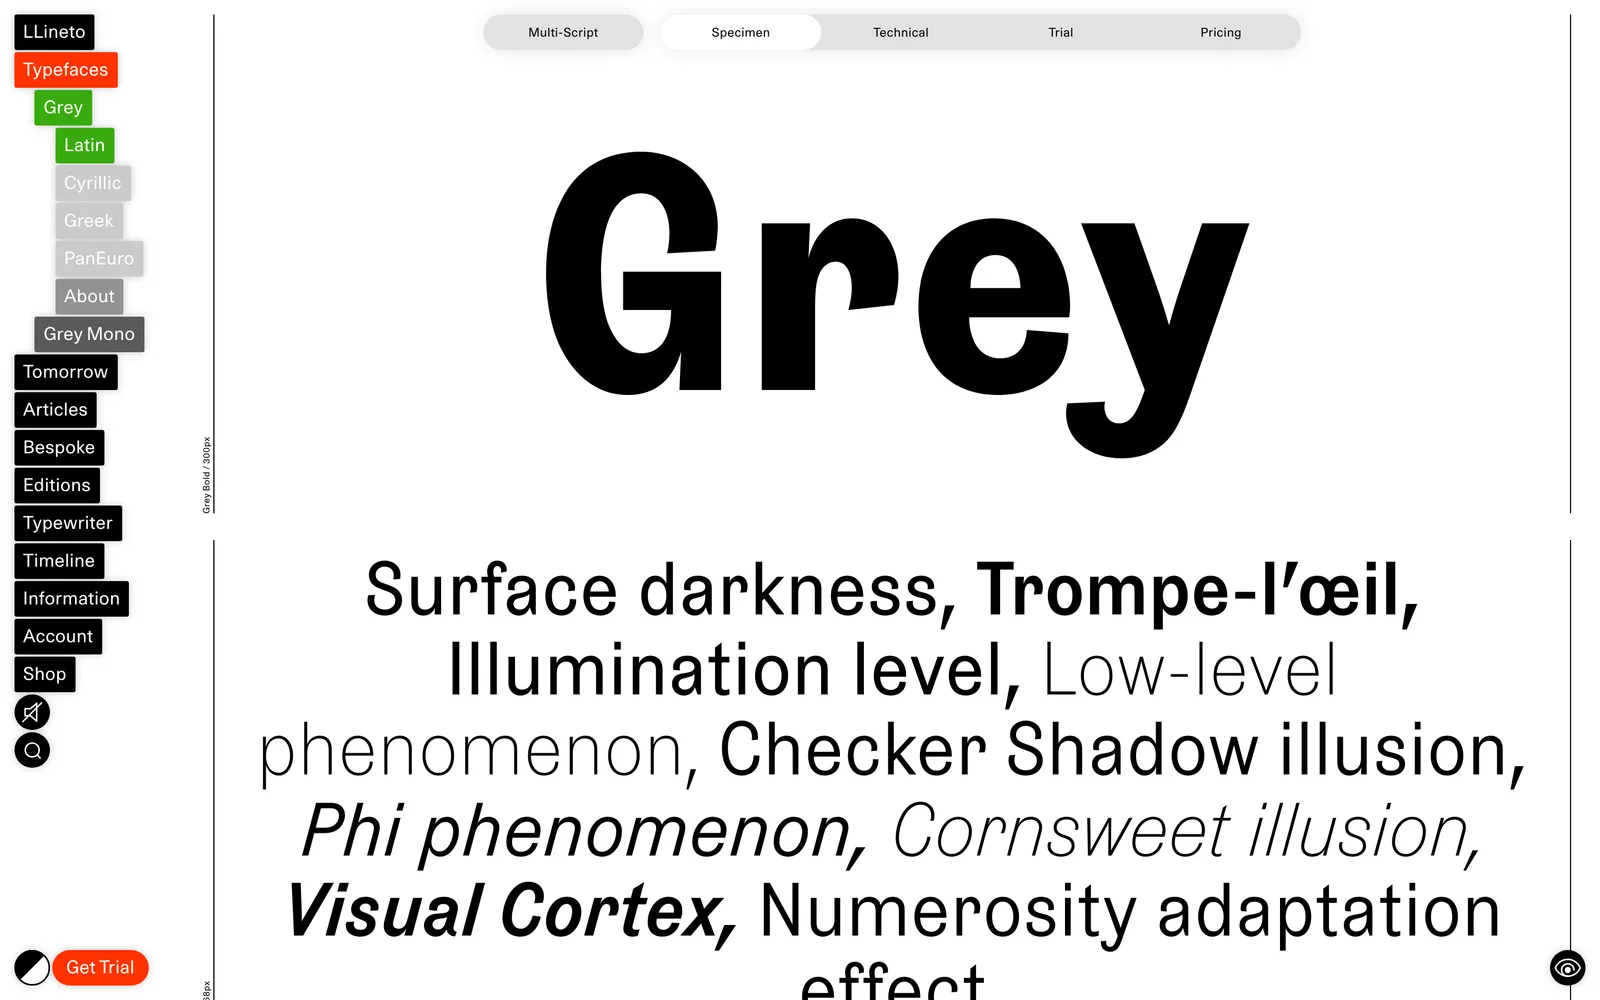 LLineto
Typefaces
Grey
Latin
Cyrillic
Greek
PanEuro
About
Grey Mono
Tomorrow
Articles
Bespoke
Editions
Typewriter
Timeline
Information
Account
Shop
Get Trial
Multi-Script
Specimen
Technical
Trial
Pricing
Grey
Grey Bold / 300px
Surface darkness, Trompe-l’œil,
Illumination level, Low-level
phenomenon, Checker Shadow illusion,
Phi phenomenon, Cornsweet illusion,
Visual Cortex, Numerosity adaptation
effect